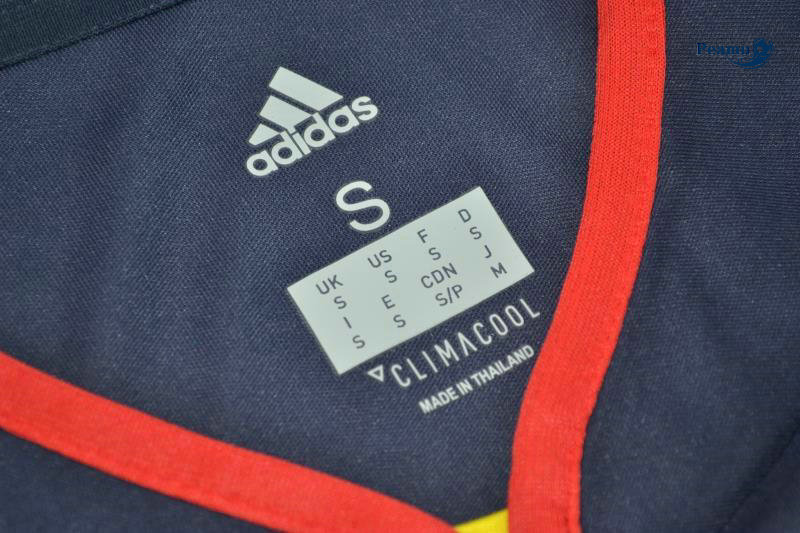 adidas
S
UK US F D
S S S S
I E CDN J
S S S/P M
CLIMACOOL
MADE IN THAILAND